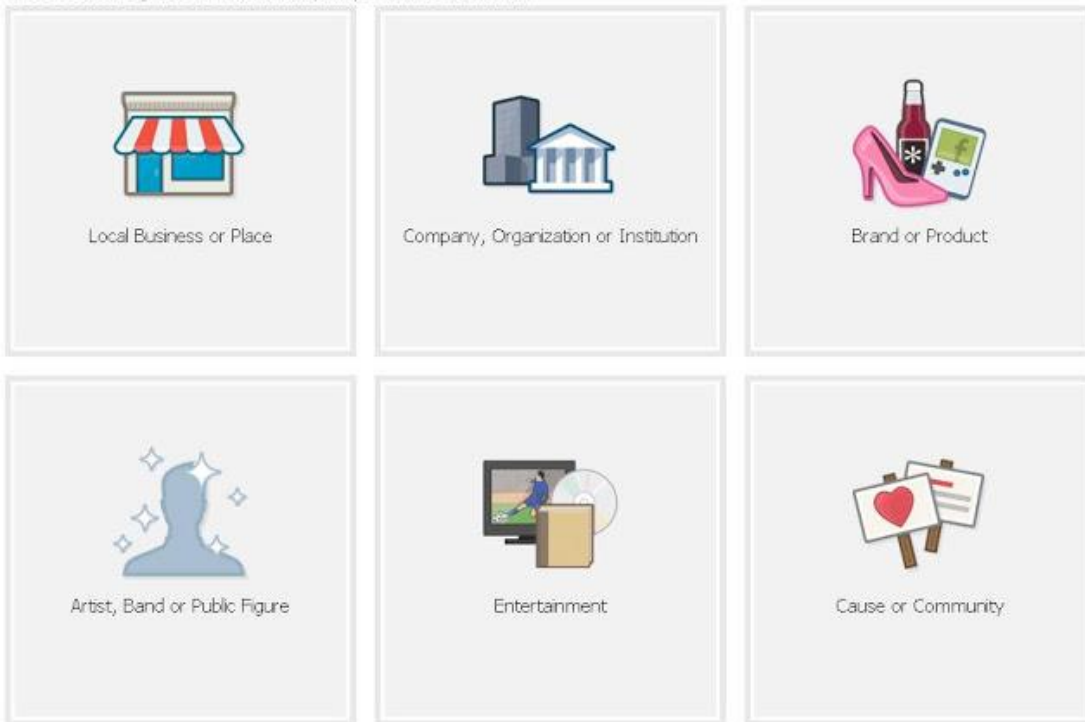 Local Business or Place
Company, Organization or Institution
Brand or Product
Artist, Band or Public Figure
Entertainment
Cause or Community